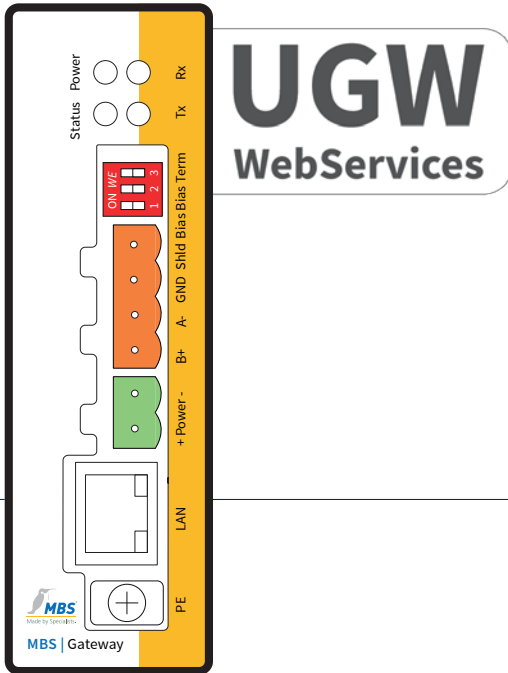 UGW
WebServices
Power
Rx
Status
Tx
ON WE
1 2 3
Shld Bias Bias Term
GND
A-
B+
+ Power -
LAN
PE
MBS
Made by Specialists.
MBS | Gateway